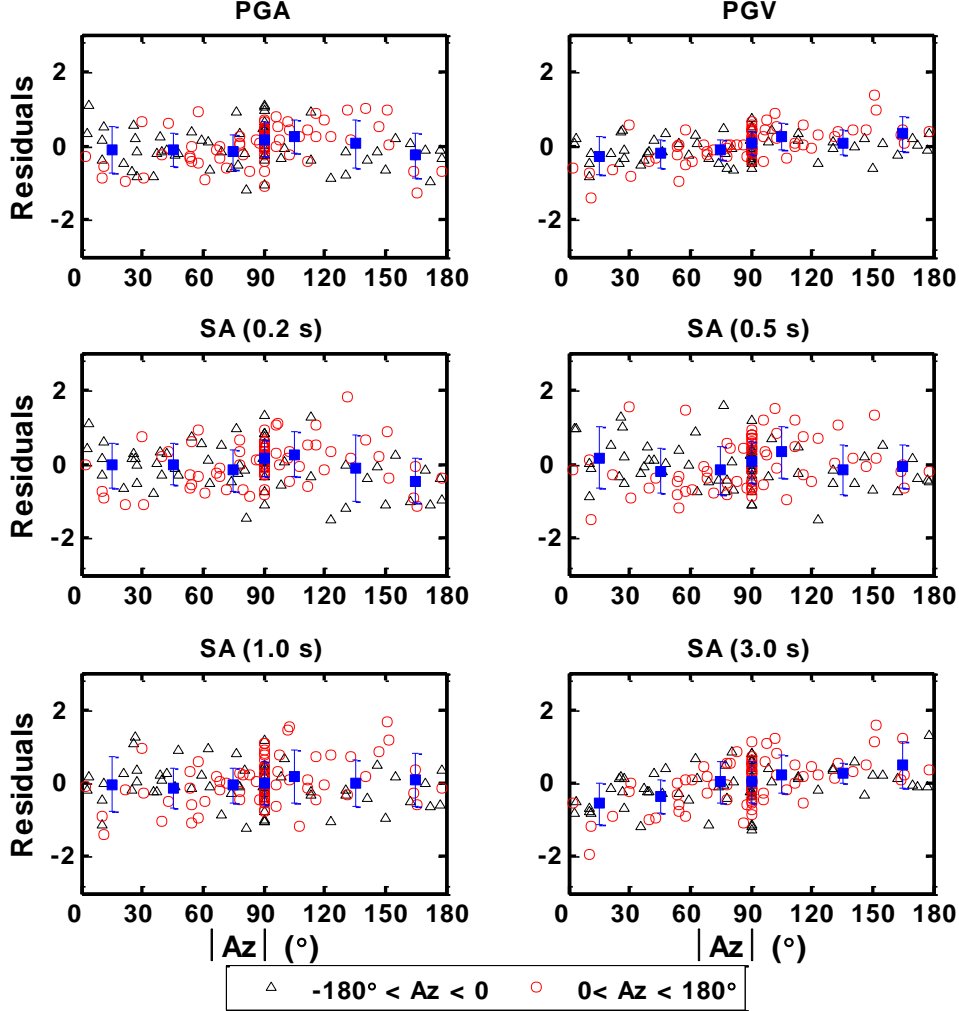 PGA
PGV
Residuals
2
0
-2
0 30 60 90 120 150 180
2
0
-2
0 30 60 90 120 150 180
SA (0.2 s)
SA (0.5 s)
Residuals
2
0
-2
0 30 60 90 120 150 180
2
0
-2
0 30 60 90 120 150 180
SA (1.0 s)
SA (3.0 s)
Residuals
2
0
-2
0 30 60 90 120 150 180
2
0
-2
0 30 60 90 120 150 180
|Az| (°)
|Az| (°)
-180° < Az < 0
0< Az < 180°